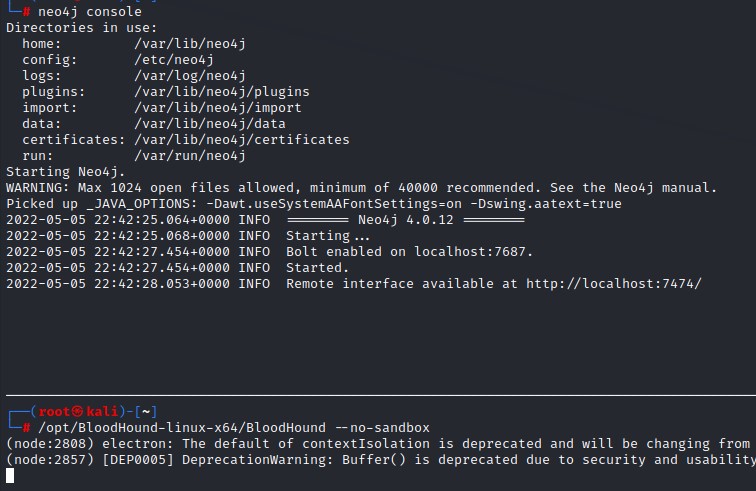 └─# neo4j console
Directories in use:
  home:         /var/lib/neo4j
  config:       /etc/neo4j
  logs:         /var/log/neo4j
  plugins:      /var/lib/neo4j/plugins
  import:       /var/lib/neo4j/import
  data:         /var/lib/neo4j/data
  certificates: /var/lib/neo4j/certificates
  run:          /var/run/neo4j
Starting Neo4j.
WARNING: Max 1024 open files allowed, minimum of 40000 recommended. See the Neo4j manual.
Picked up _JAVA_OPTIONS: -Dawt.useSystemAAFontSettings=on -Dswing.aatext=true
2022-05-05 22:42:25.064+0000 INFO  ======== Neo4j 4.0.12 ========
2022-05-05 22:42:25.068+0000 INFO  Starting...
2022-05-05 22:42:27.454+0000 INFO  Bolt enabled on localhost:7687.
2022-05-05 22:42:27.454+0000 INFO  Started.
2022-05-05 22:42:28.053+0000 INFO  Remote interface available at http://localhost:7474/
┌──(root㉿kali)-[~]
└─# /opt/BloodHound-linux-x64/BloodHound --no-sandbox
(node:2808) electron: The default of contextIsolation is deprecated and will be changing from
(node:2857) [DEP0005] DeprecationWarning: Buffer() is deprecated due to security and usability